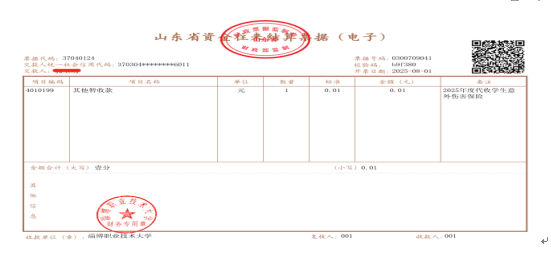 山东省资金往来结算票据（电子）
票据代码：37040124
票据号码：0300709041
交款人统一社会信用代码：370304********6011
校验码：b9f380
交款人：
开票日期：2025-08-01
项目编码 项目名称 单位 数量 标准 金额（元） 备注
4010199 其他暂收款 元 1 0.01 0.01 2025年度代收学生意
外伤害保险
金额合计（大写）壹分 （小写）0.01
其
他
信
息
淄博职业技术大学
财务专用章
收款单位（章）：淄博职业技术大学 复核人：001 收款人：001